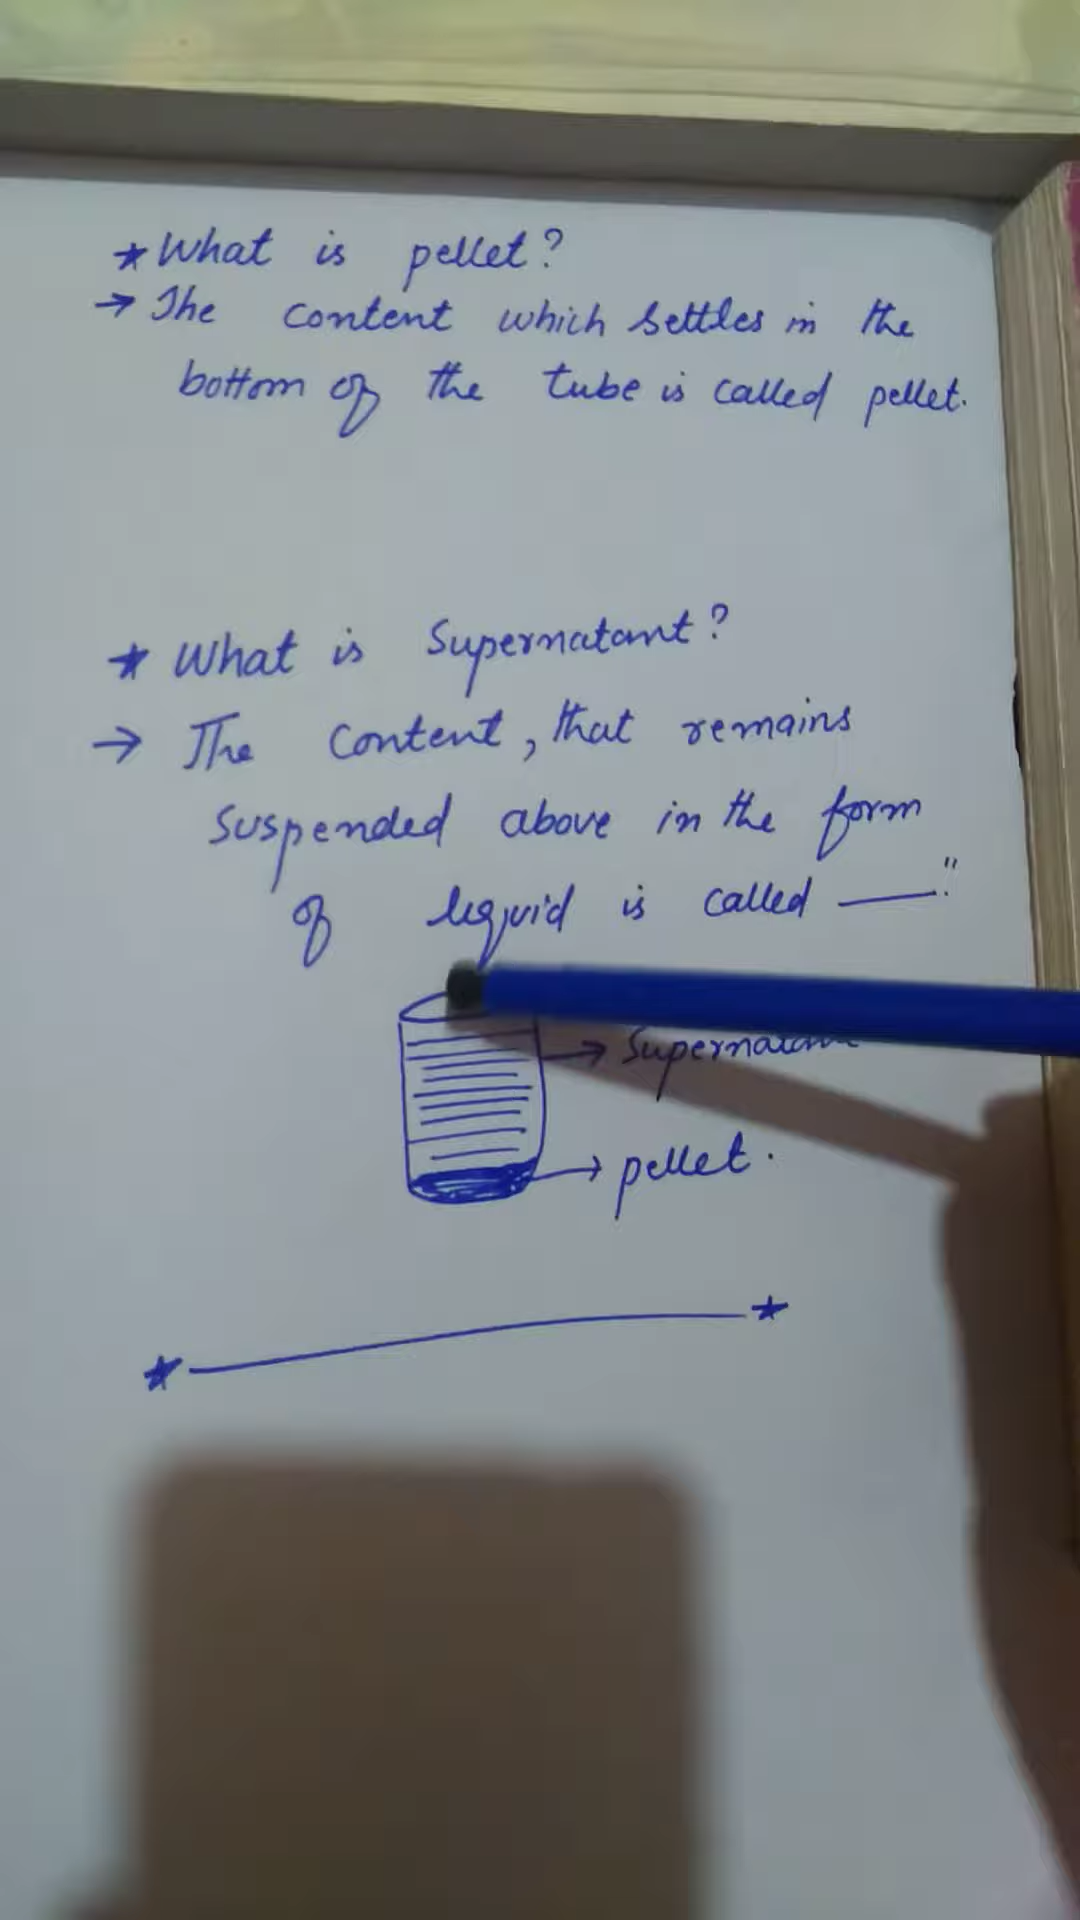 ★ What is pellet?
→ The content which settles in the
bottom of the tube is called pellet.
★ What is Supernatant?
→ The Content, that remains
suspended above in the form
of liquid is called —."
→ Supernatant
→ pellet.